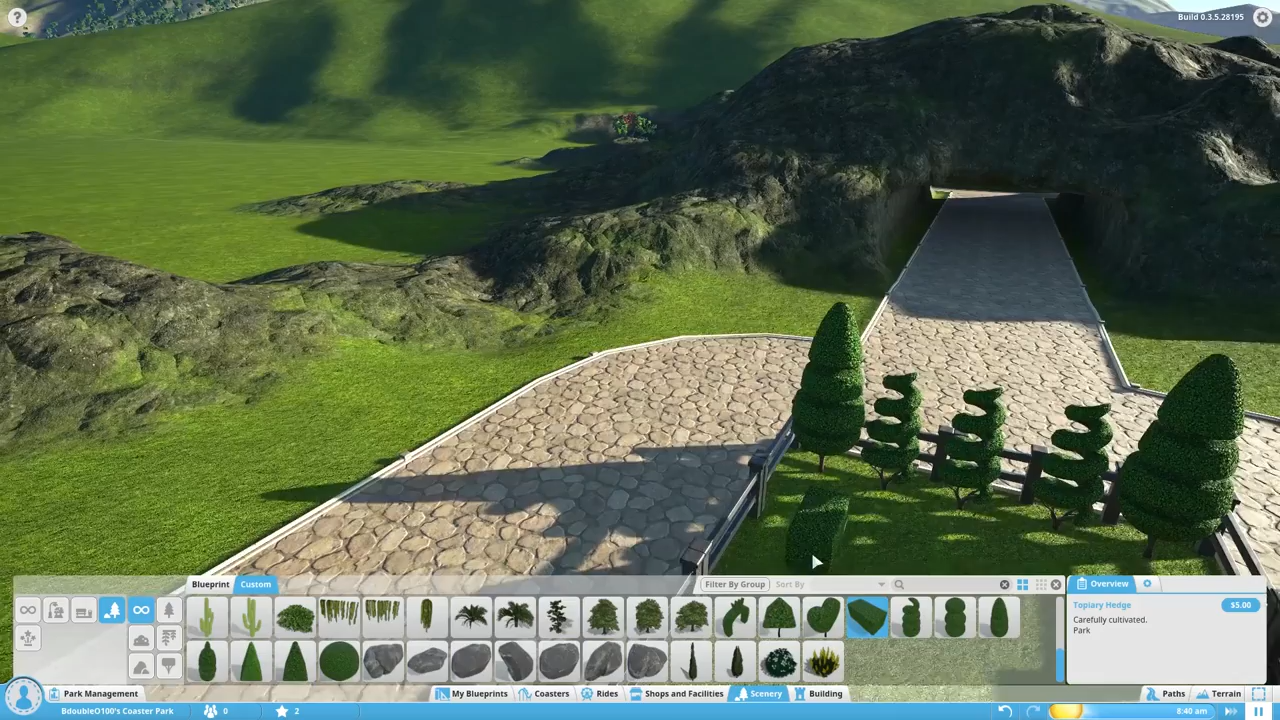 ?
Build 0.3.5.28195
Blueprint Custom
Filter By Group Sort By
Overview
Topiary Hedge $5.00
Carefully cultivated.
Park
Park Management My Blueprints Coasters Rides Shops and Facilities Scenery Building Paths Terrain
BdoubleO100's Coaster Park 0 2 8:40 am